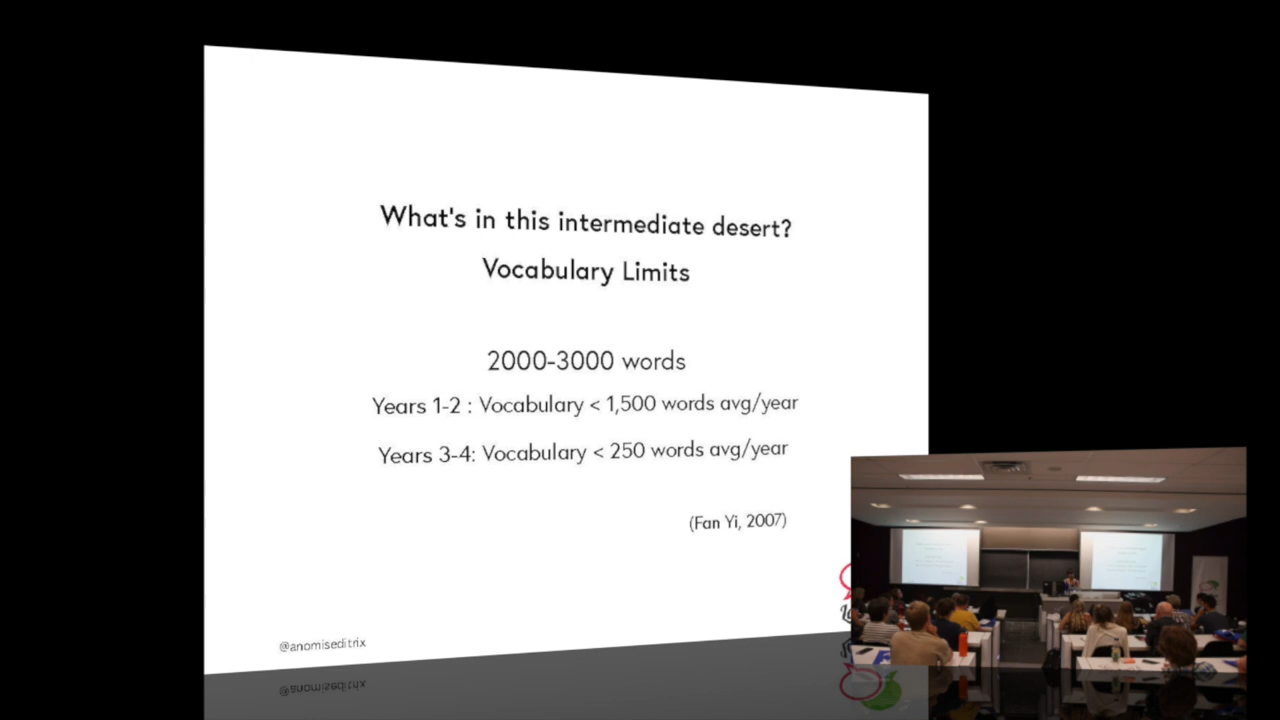 What's in this intermediate desert?
Vocabulary Limits
2000-3000 words
Years 1-2 : Vocabulary < 1,500 words avg/year
Years 3-4: Vocabulary < 250 words avg/year
(Fan Yi, 2007)
@anomiseditrix